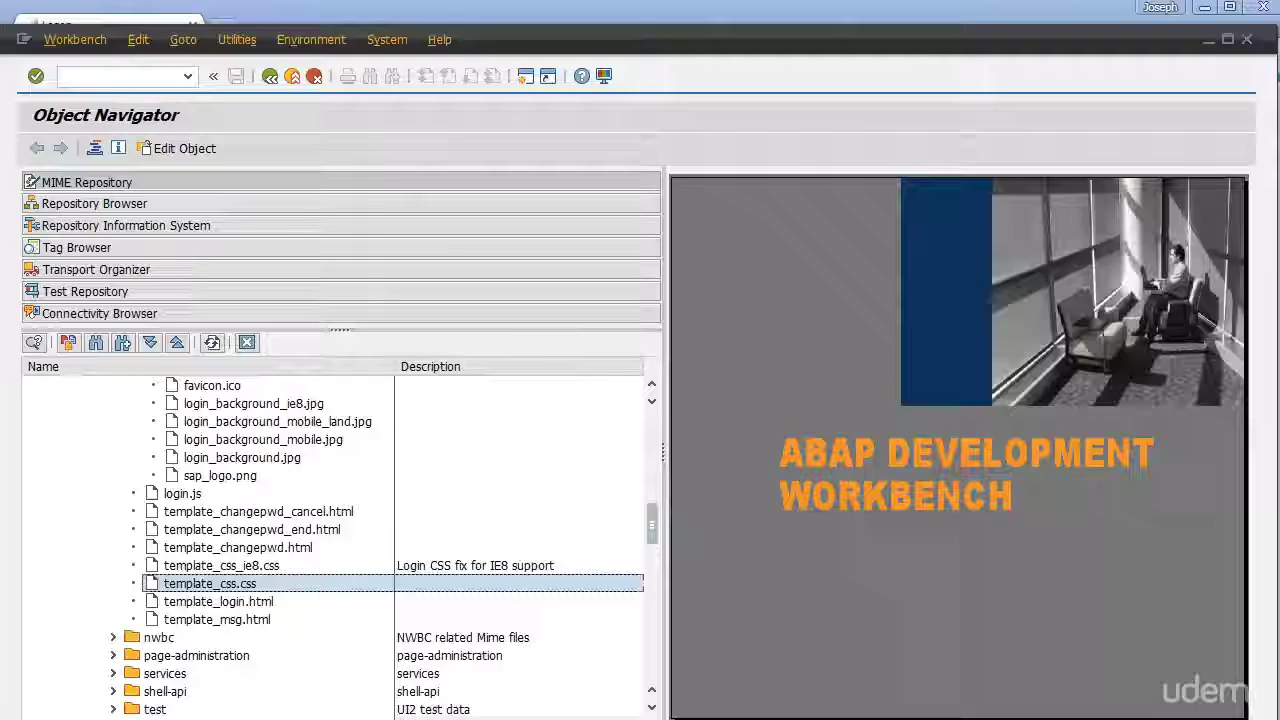 Joseph
Workbench Edit Goto Utilities Environment System Help
Object Navigator
Edit Object
MIME Repository
Repository Browser
Repository Information System
Tag Browser
Transport Organizer
Test Repository
Connectivity Browser
Name Description
favicon.ico
login_background_ie8.jpg
login_background_mobile_land.jpg
login_background_mobile.jpg
login_background.jpg
sap_logo.png
login.js
template_changepwd_cancel.html
template_changepwd_end.html
template_changepwd.html
template_css_ie8.css Login CSS fix for IE8 support
template_css.css
template_login.html
template_msg.html
nwbc NWBC related Mime files
page-administration page-administration
services services
shell-api shell-api
test UI2 test data
ABAP DEVELOPMENT
WORKBENCH
udemy